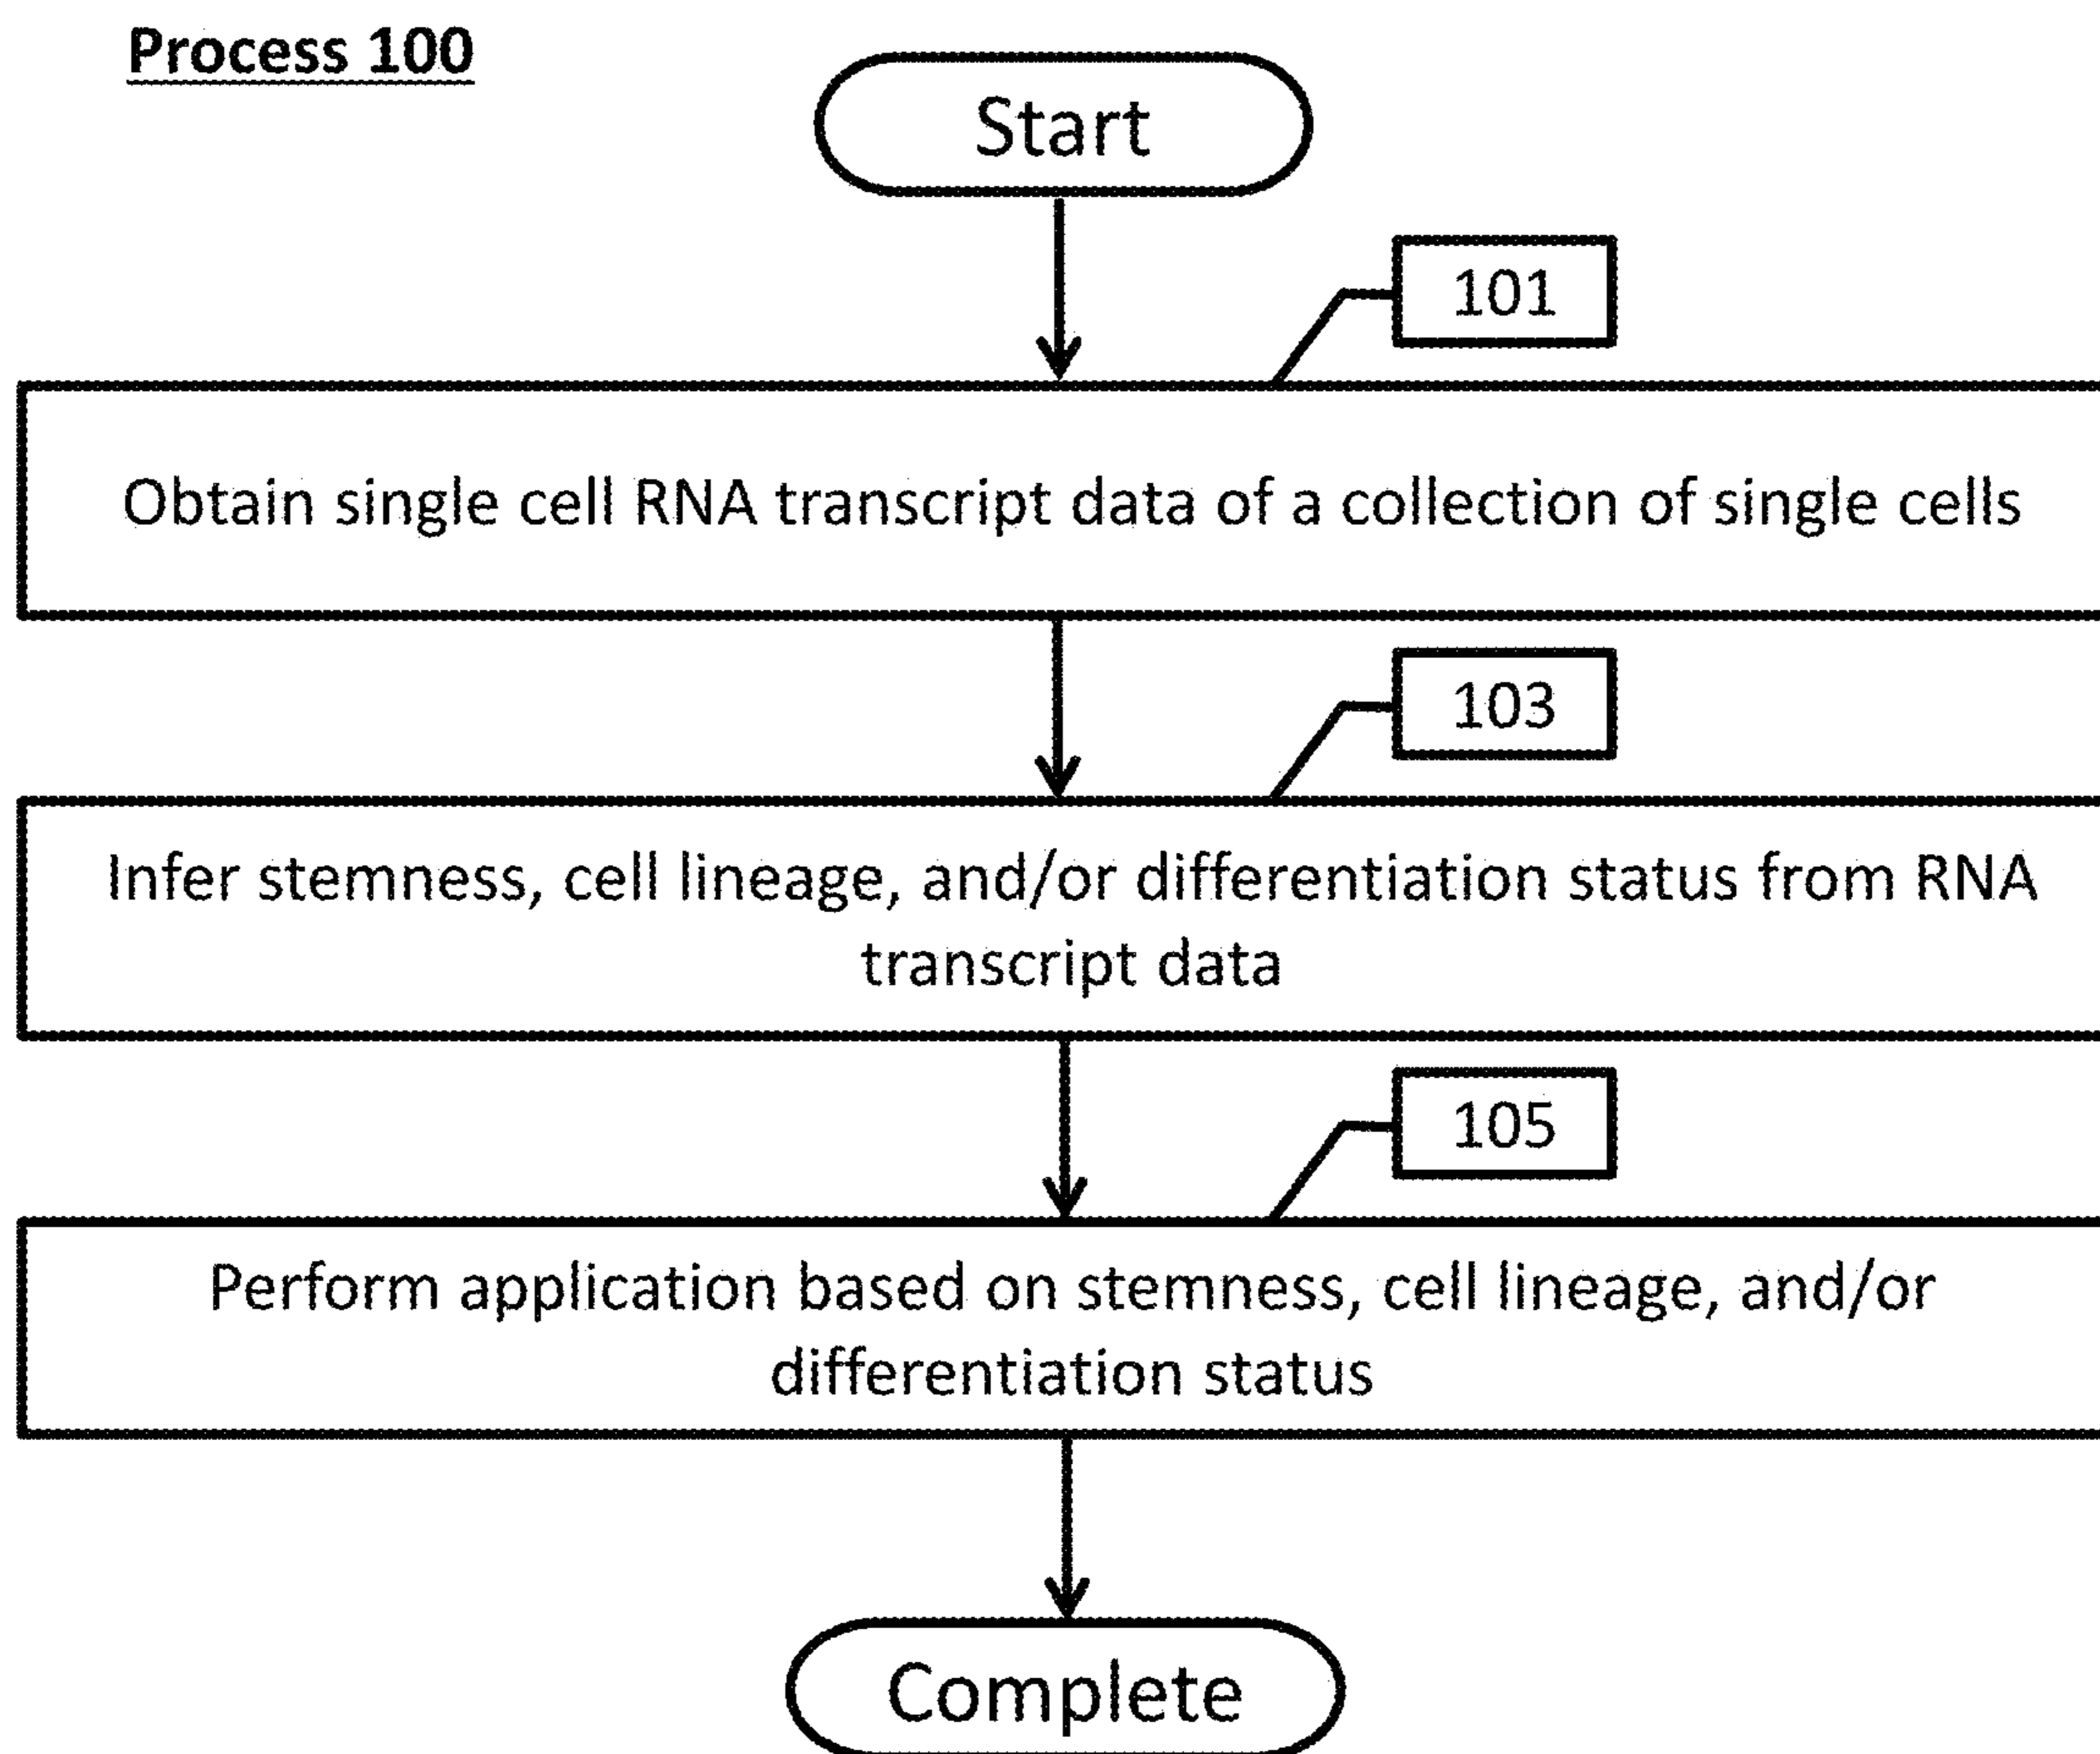 Process 100
Start
101
Obtain single cell RNA transcript data of a collection of single cells
103
Infer stemness, cell lineage, and/or differentiation status from RNA
transcript data
105
Perform application based on stemness, cell lineage, and/or
differentiation status
Complete